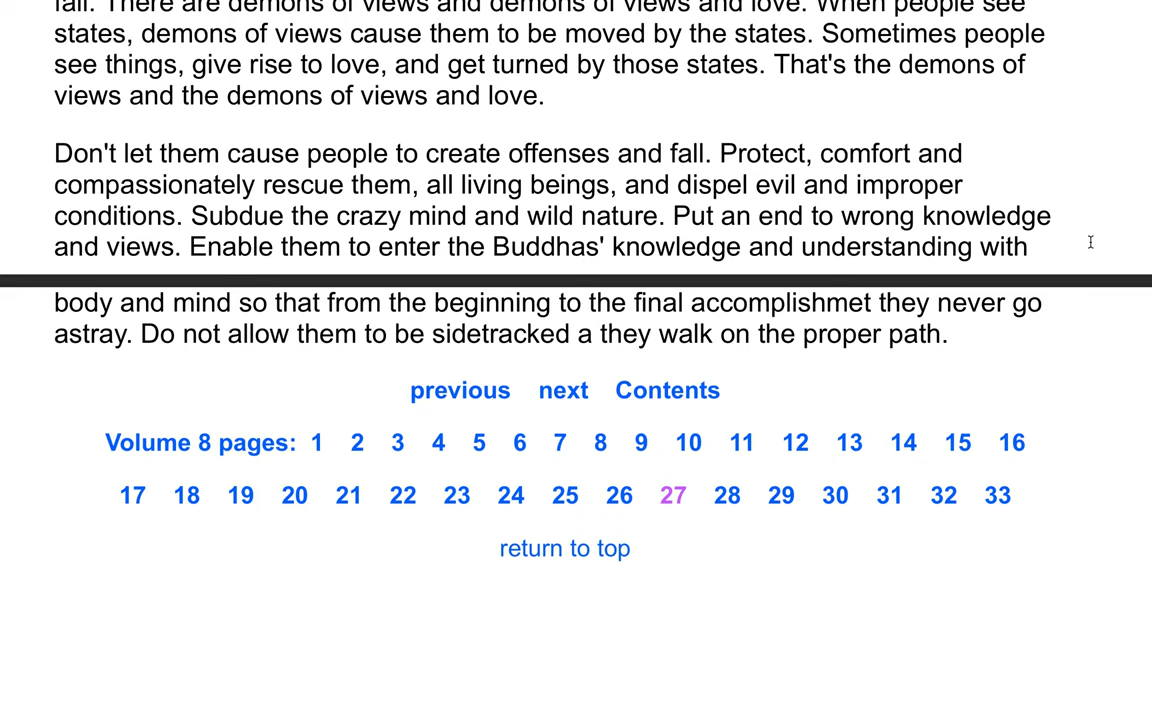 fall. There are demons of views and demons of views and love. When people see
states, demons of views cause them to be moved by the states. Sometimes people
see things, give rise to love, and get turned by those states. That's the demons of
views and the demons of views and love.
Don't let them cause people to create offenses and fall. Protect, comfort and
compassionately rescue them, all living beings, and dispel evil and improper
conditions. Subdue the crazy mind and wild nature. Put an end to wrong knowledge
and views. Enable them to enter the Buddhas' knowledge and understanding with
body and mind so that from the beginning to the final accomplishmet they never go
astray. Do not allow them to be sidetracked a they walk on the proper path.
previous next Contents
Volume 8 pages: 1 2 3 4 5 6 7 8 9 10 11 12 13 14 15 16
17 18 19 20 21 22 23 24 25 26 27 28 29 30 31 32 33
return to top